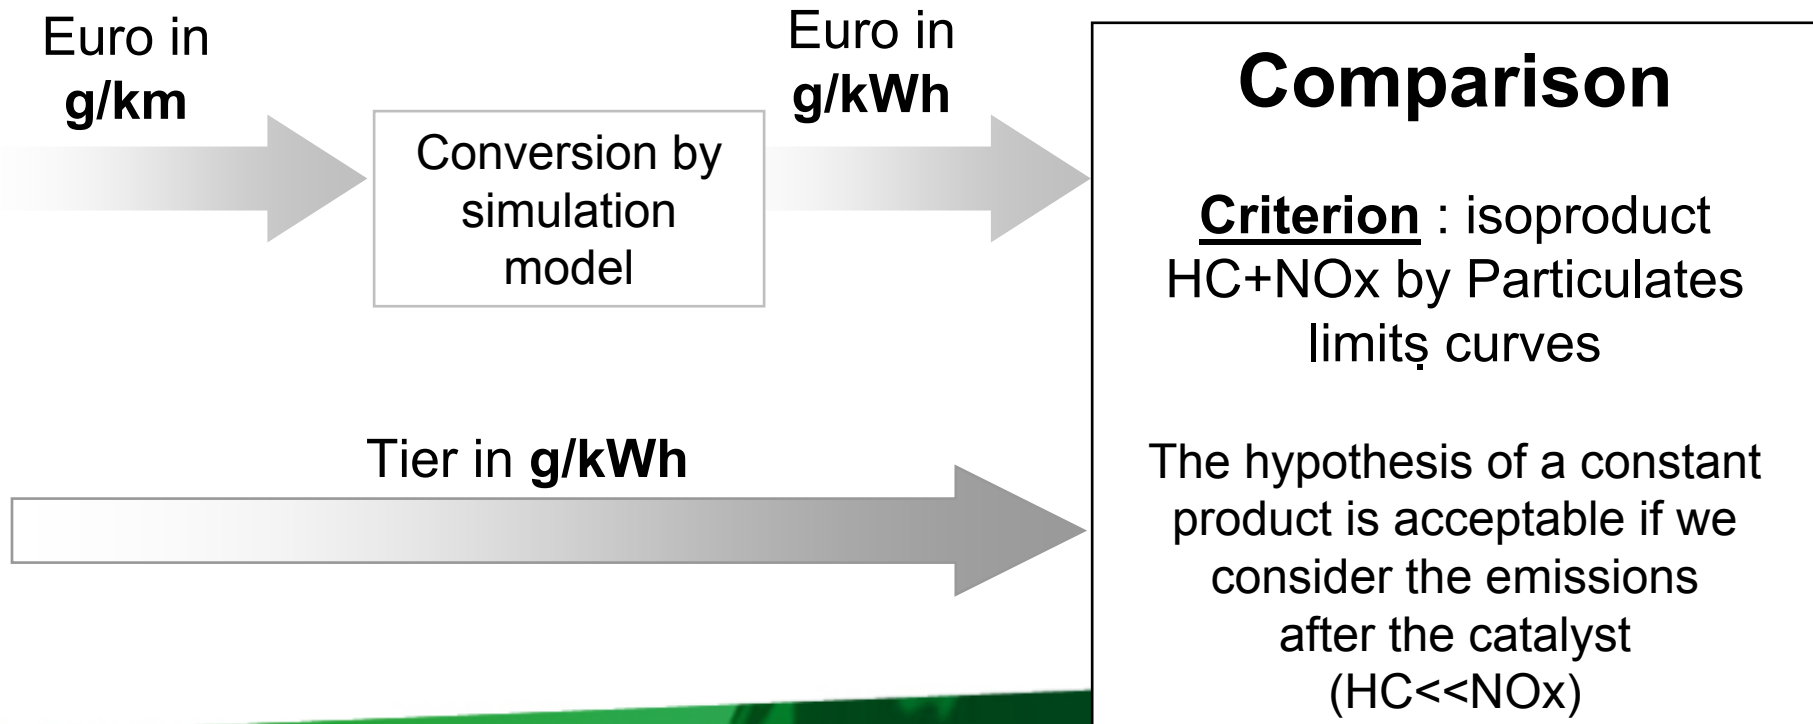 Euro in
g/km
Conversion by
simulation
model
Euro in
g/kWh
Tier in g/kWh
Comparison
Criterion : isoproduct
HC+NOx by Particulates
limits curves
.
The hypothesis of a constant
product is acceptable if we
consider the emissions
after the catalyst
(HC<<NOx)